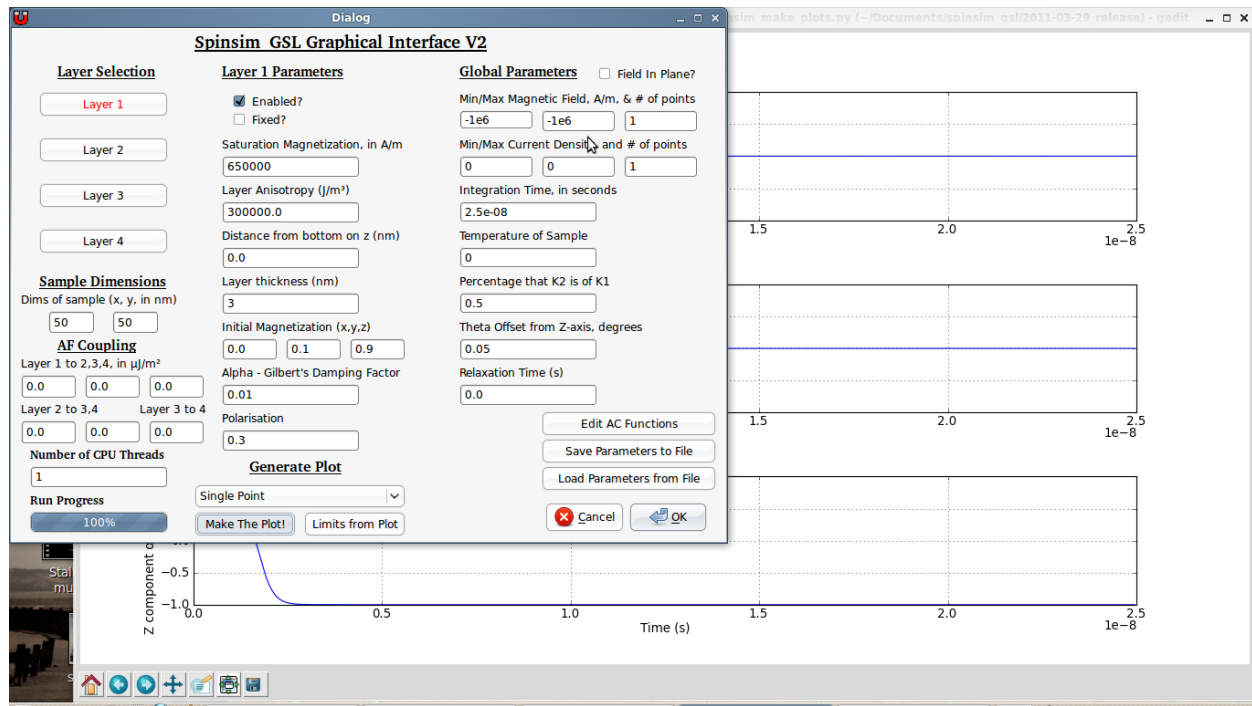 Dialog
sim_make_plots.py (~/Documents/spinsim_gsl/2011-03-29 release) - gedit
Spinsim_GSL Graphical Interface V2
Layer Selection
Layer 1
Layer 2
Layer 3
Layer 4
Sample Dimensions
Dims of sample (x, y, in nm)
50 50
AF Coupling
Layer 1 to 2,3,4, in μJ/m²
0.0 0.0 0.0
Layer 2 to 3,4 Layer 3 to 4
0.0 0.0 0.0
Number of CPU Threads
1
Run Progress
100%
Layer 1 Parameters
Enabled?
Fixed?
Saturation Magnetization, in A/m
650000
Layer Anisotropy (J/m³)
300000.0
Distance from bottom on z (nm)
0.0
Layer thickness (nm)
3
Initial Magnetization (x,y,z)
0.0 0.1 0.9
Alpha - Gilbert's Damping Factor
0.01
Polarisation
0.3
Generate Plot
Single Point
Make The Plot! Limits from Plot
Global Parameters Field In Plane?
Min/Max Magnetic Field, A/m, & # of points
-1e6 -1e6 1
Min/Max Current Density and # of points
0 0 1
Integration Time, in seconds
2.5e-08
Temperature of Sample
0
Percentage that K2 is of K1
0.5
Theta Offset from Z-axis, degrees
0.05
Relaxation Time (s)
0.0
Edit AC Functions
Save Parameters to File
Load Parameters from File
Cancel OK
1.5 2.0 2.5
1e−8
1.5 2.0 2.5
1e−8
Z component o
−0.5
−1.0
0.0 0.5 1.0 1.5 2.0 2.5
1e−8
Time (s)
Stal
mu
s